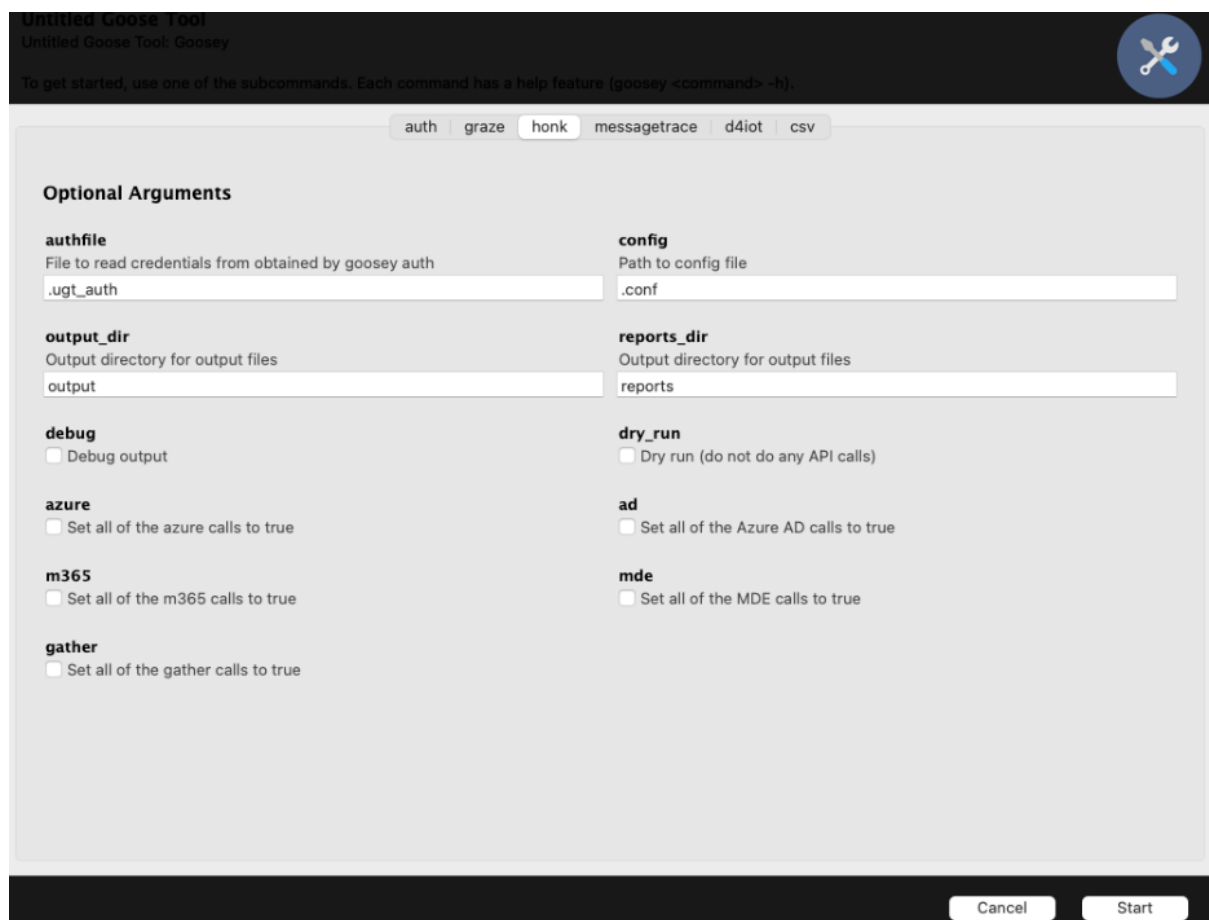 Untitled Goose Tool
Untitled Goose Tool: Goosey
To get started, use one of the subcommands. Each command has a help feature (goosey <command> -h).
auth graze honk messagetrace d4iot csv
Optional Arguments
authfile config
File to read credentials from obtained by goosey auth Path to config file
.ugt_auth .conf
output_dir reports_dir
Output directory for output files Output directory for output files
output reports
debug dry_run
Debug output Dry run (do not do any API calls)
azure ad
Set all of the azure calls to true Set all of the Azure AD calls to true
m365 mde
Set all of the m365 calls to true Set all of the MDE calls to true
gather
Set all of the gather calls to true
Cancel Start